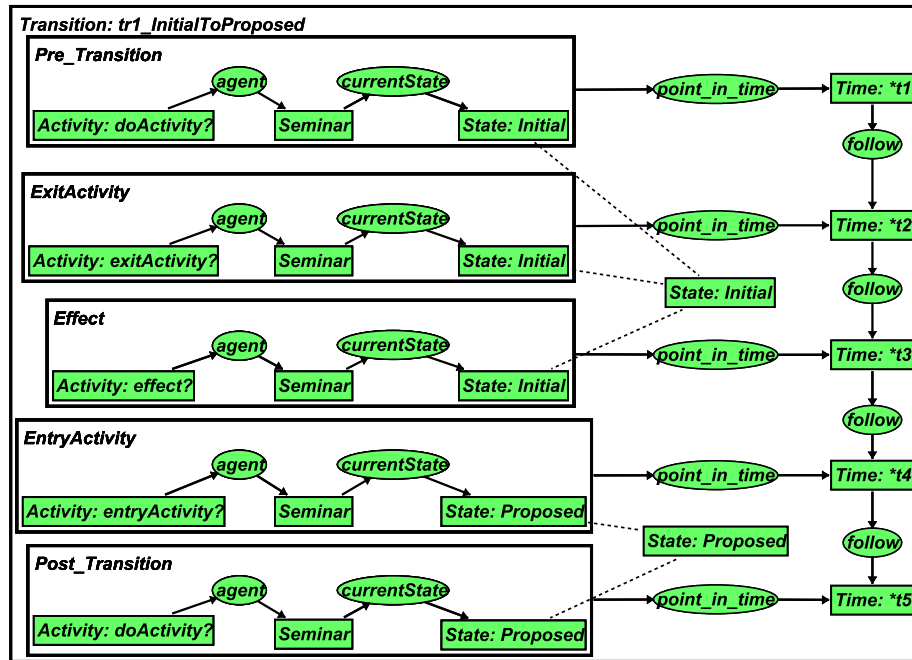 Transition: tr1_InitialToProposed
Pre_Transition
agent
currentState
point_in_time
Time: *t1
Activity: doActivity?
Seminar
State: Initial
follow
ExitActivity
agent
currentState
point_in_time
Time: *t2
Activity: exitActivity?
Seminar
State: Initial
State: Initial
follow
Effect
agent
currentState
point_in_time
Time: *t3
Activity: effect?
Seminar
State: Initial
follow
EntryActivity
agent
currentState
point_in_time
Time: *t4
Activity: entryActivity?
Seminar
State: Proposed
State: Proposed
follow
Post_Transition
agent
currentState
point_in_time
Time: *t5
Activity: doActivity?
Seminar
State: Proposed